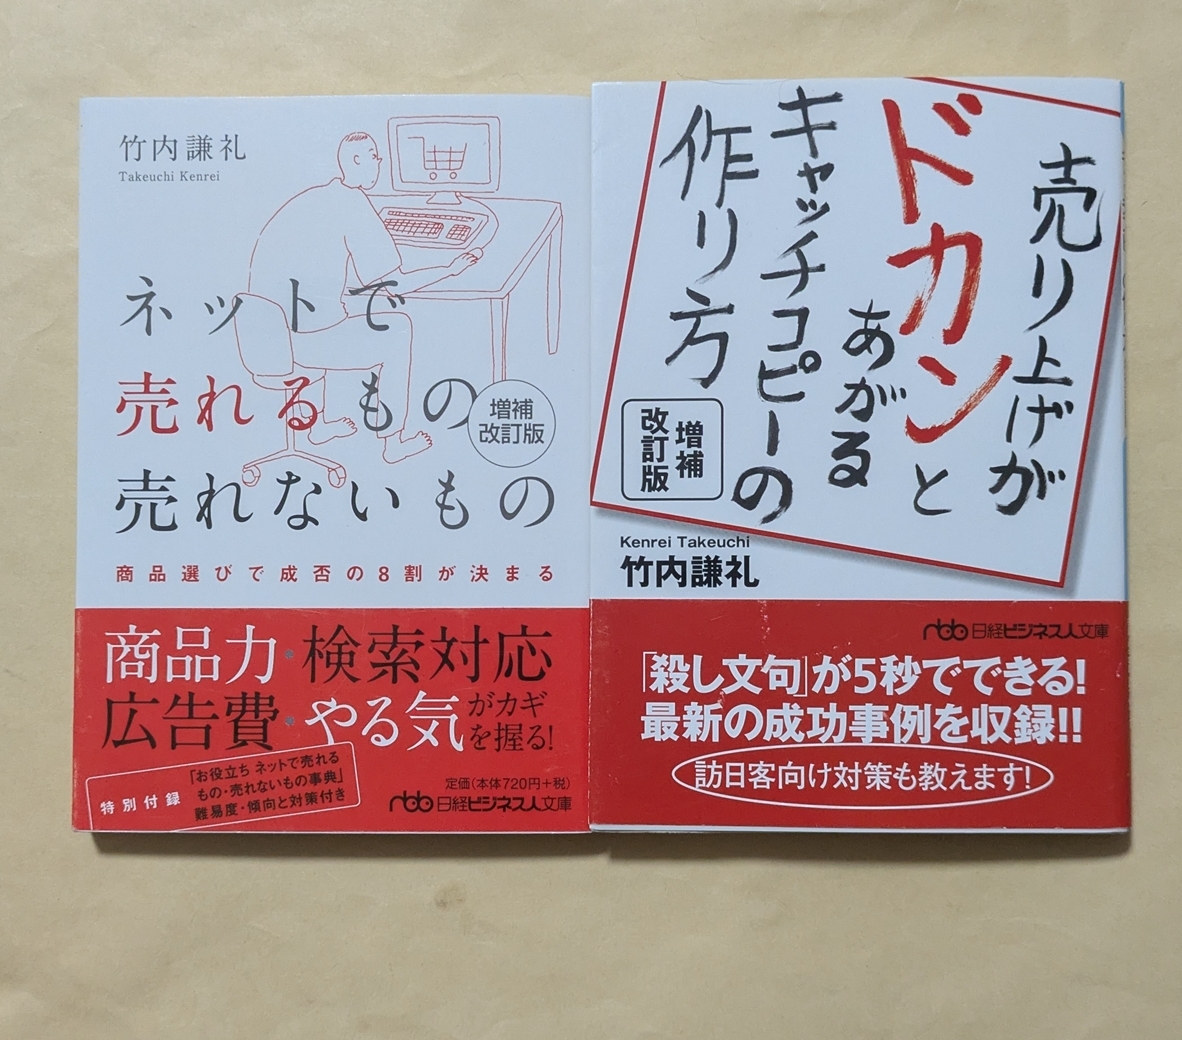 竹内謙礼
Takeuchi Kenrei
ネットで
売れるもの
売れないもの
増補
改訂版
商品選びで成否の8割が決まる
商品力・検索対応
広告費・やる気がカギを握る!
特別付録
「お役立ち ネットで売れる
もの・売れないもの事典」
難易度・傾向と対策付き
定価(本体720円+税)
nbb 日経ビジネス人文庫
売り上げが
ドカンと
あがる
キャッチコピーの
作り方
増補
改訂版
Kenrei Takeuchi
竹内謙礼
nbb 日経ビジネス人文庫
「殺し文句」が5秒でできる!
最新の成功事例を収録!!
訪日客向け対策も教えます!